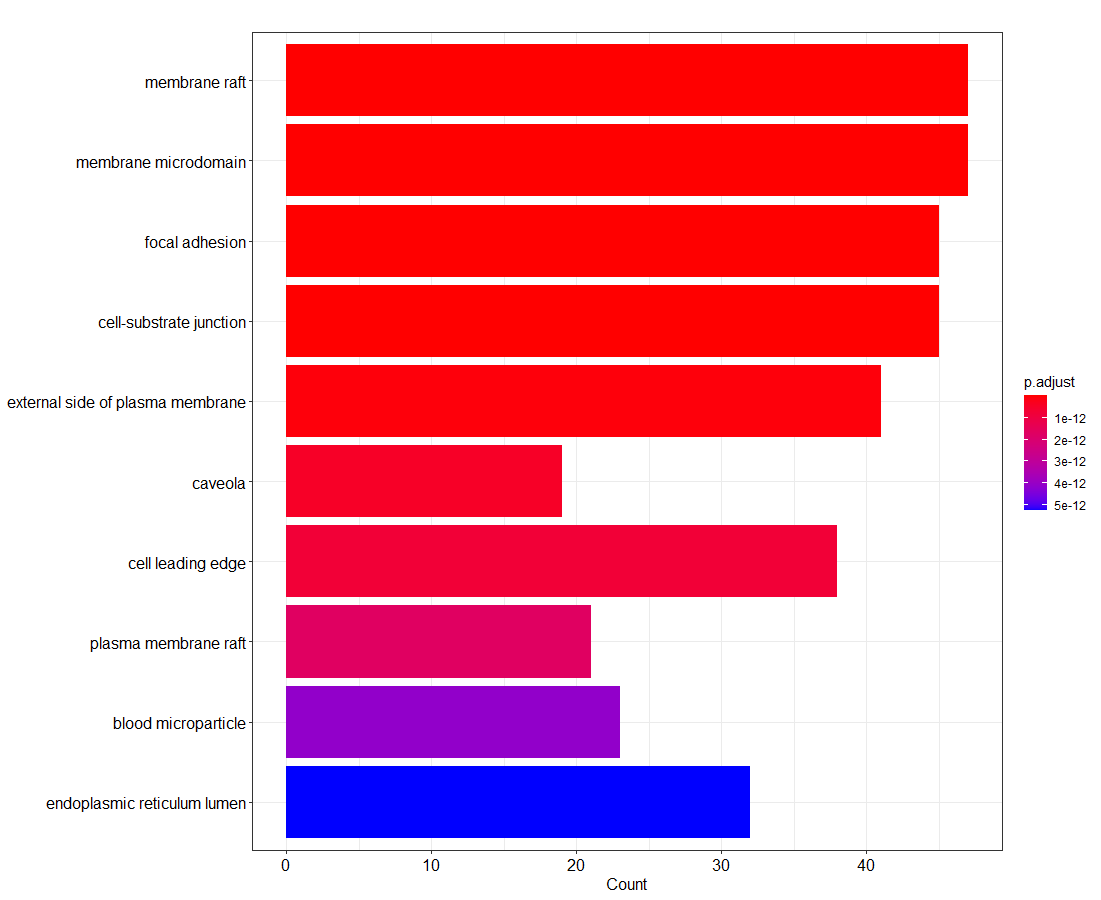 membrane raft
membrane microdomain
focal adhesion
cell-substrate junction
external side of plasma membrane
caveola
cell leading edge
plasma membrane raft
blood microparticle
endoplasmic reticulum lumen
0 10 20 30 40
Count
p.adjust
1e-12
2e-12
3e-12
4e-12
5e-12